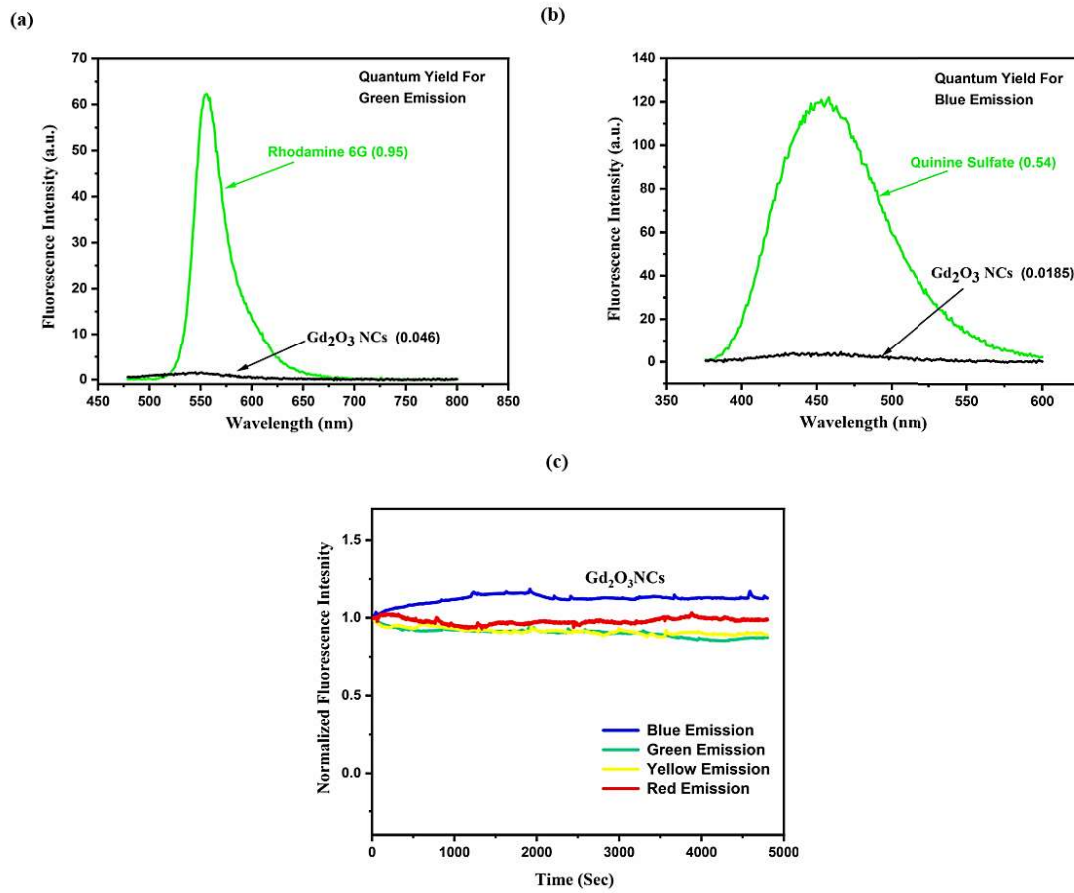 (a)
70
60
50
40
30
20
10
0
Fluorescence Intensity (a.u.)
Quantum Yield For
Green Emission
Rhodamine 6G (0.95)
Gd₂O₃ NCs (0.046)
450 500 550 600 650 700 750 800 850
Wavelength (nm)
(b)
140
120
100
80
60
40
20
0
Fluorescence Intensity (a.u.)
Quantum Yield For
Blue Emission
Quinine Sulfate (0.54)
Gd₂O₃ NCs (0.0185)
350 400 450 500 550 600
Wavelength (nm)
(c)
1.5
1.0
0.5
0.0
Normalized Fluorescence Intesnity
Gd₂O₃NCs
Blue Emission
Green Emission
Yellow Emission
Red Emission
0 1000 2000 3000 4000 5000
Time (Sec)